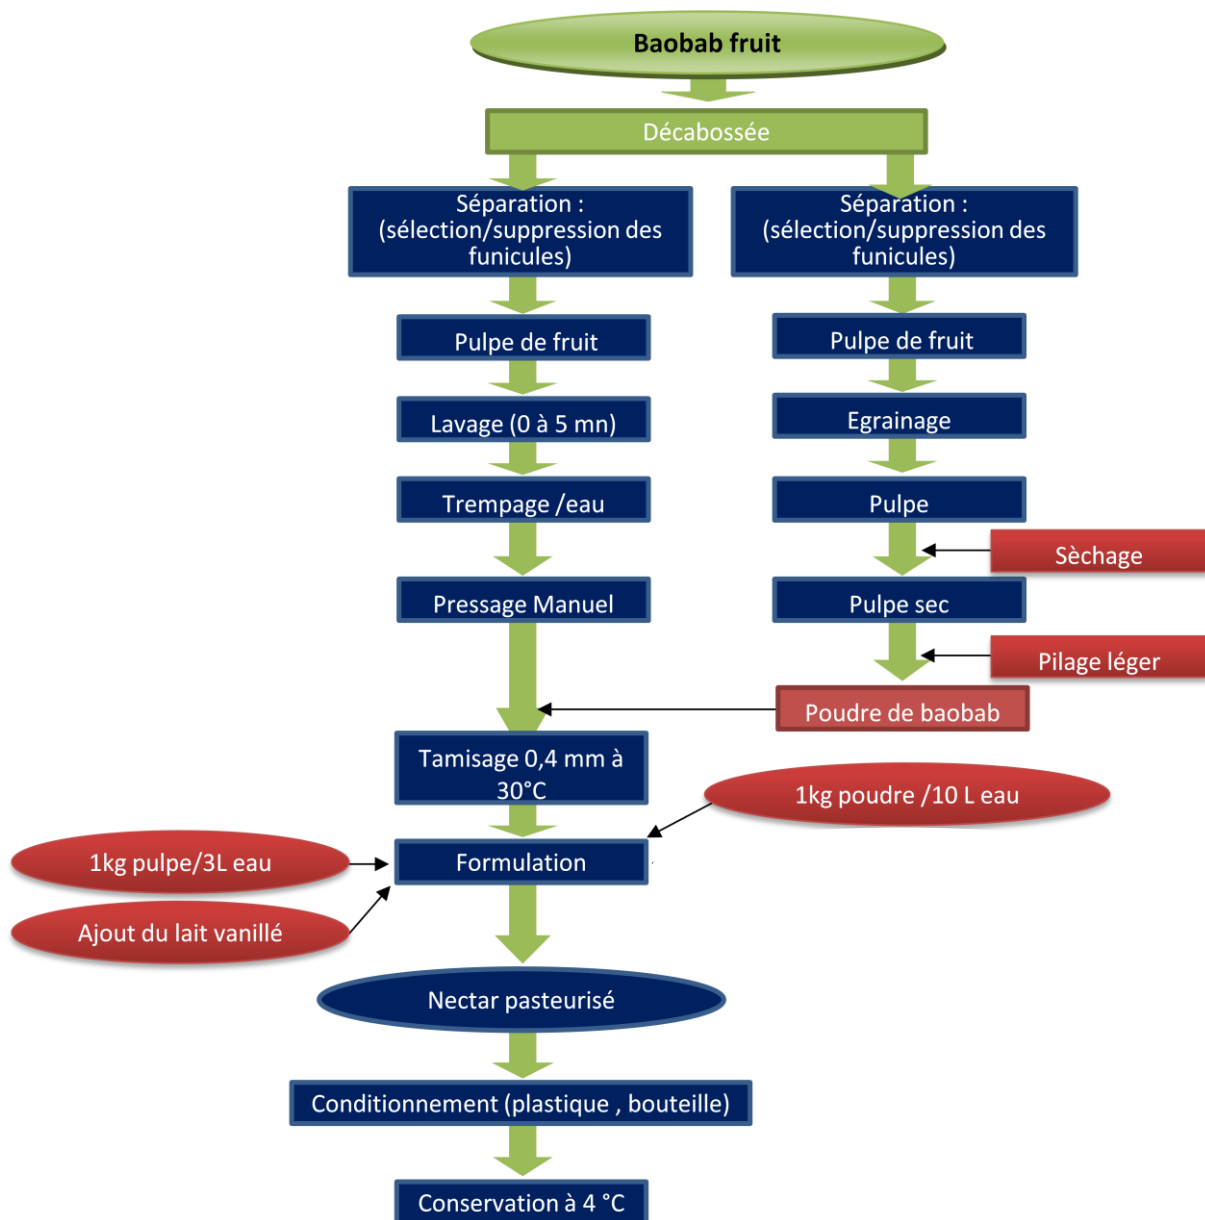 Baobab fruit
Décabossée
Séparation :
(sélection/suppression des
funicules)
Séparation :
(sélection/suppression des
funicules)
Pulpe de fruit
Pulpe de fruit
Lavage (0 à 5 mn)
Egrainage
Trempage /eau
Pulpe
Sèchage
Pressage Manuel
Pulpe sec
Pilage léger
Poudre de baobab
Tamisage 0,4 mm à
30°C
1kg poudre /10 L eau
1kg pulpe/3L eau
Formulation
Ajout du lait vanillé
Nectar pasteurisé
Conditionnement (plastique , bouteille)
Conservation à 4 °C